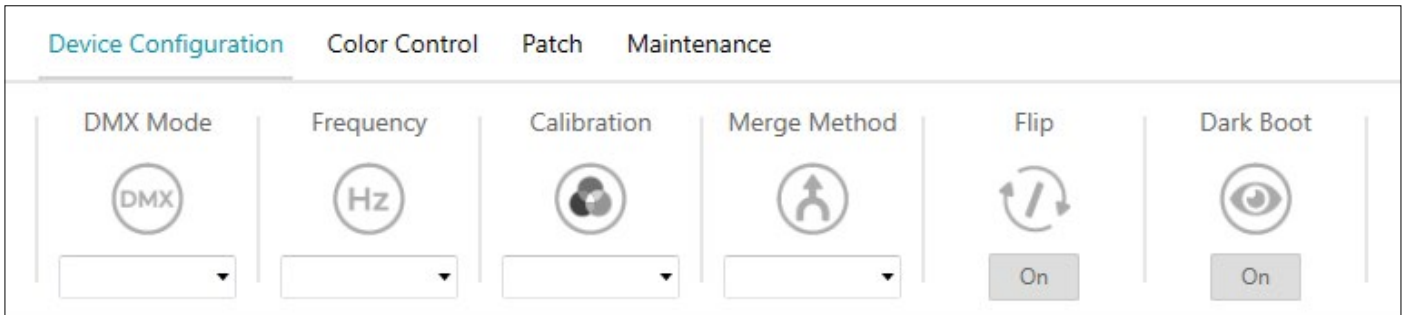 Device Configuration Color Control Patch Maintenance
DMX Mode Frequency Calibration Merge Method Flip Dark Boot
DMX Hz
On On